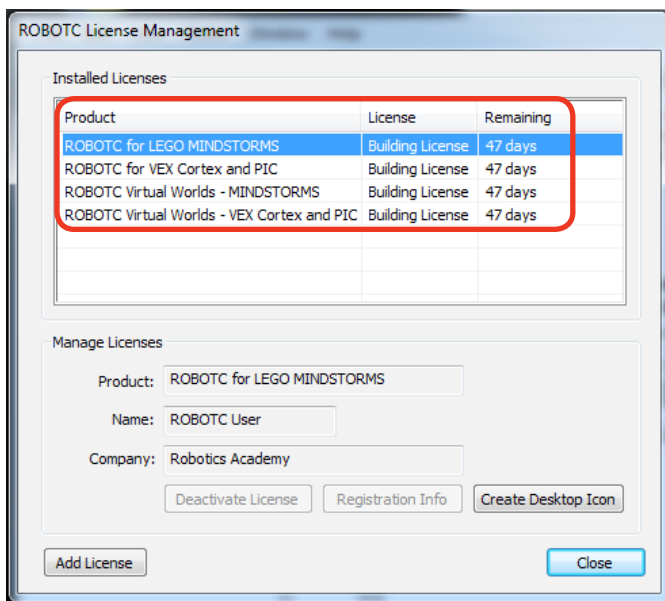 ROBOTC License Management
Installed Licenses
Product License Remaining
ROBOTC for LEGO MINDSTORMS Building License 47 days
ROBOTC for VEX Cortex and PIC Building License 47 days
ROBOTC Virtual Worlds - MINDSTORMS Building License 47 days
ROBOTC Virtual Worlds - VEX Cortex and PIC Building License 47 days
Manage Licenses
Product: ROBOTC for LEGO MINDSTORMS
Name: ROBOTC User
Company: Robotics Academy
Deactivate License Registration Info Create Desktop Icon
Add License Close